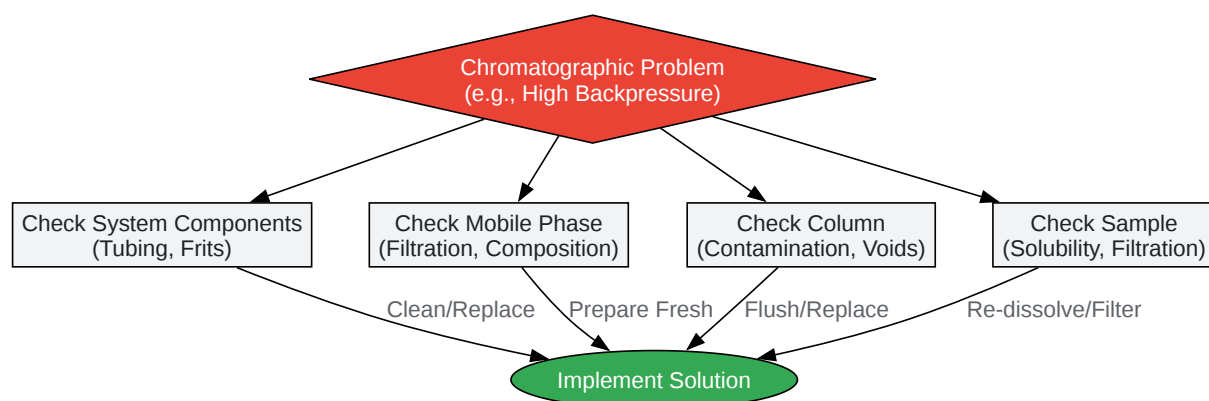 Chromatographic Problem
(e.g., High Backpressure)
Check System Components
(Tubing, Frits)
Check Mobile Phase
(Filtration, Composition)
Check Column
(Contamination, Voids)
Check Sample
(Solubility, Filtration)
Clean/Replace
Prepare Fresh
Flush/Replace
Re-dissolve/Filter
Implement Solution